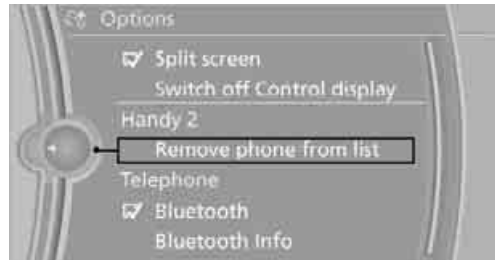 Options
Split screen
Switch off Control display
Handy 2
Remove phone from list
Telephone
Bluetooth
Bluetooth Info